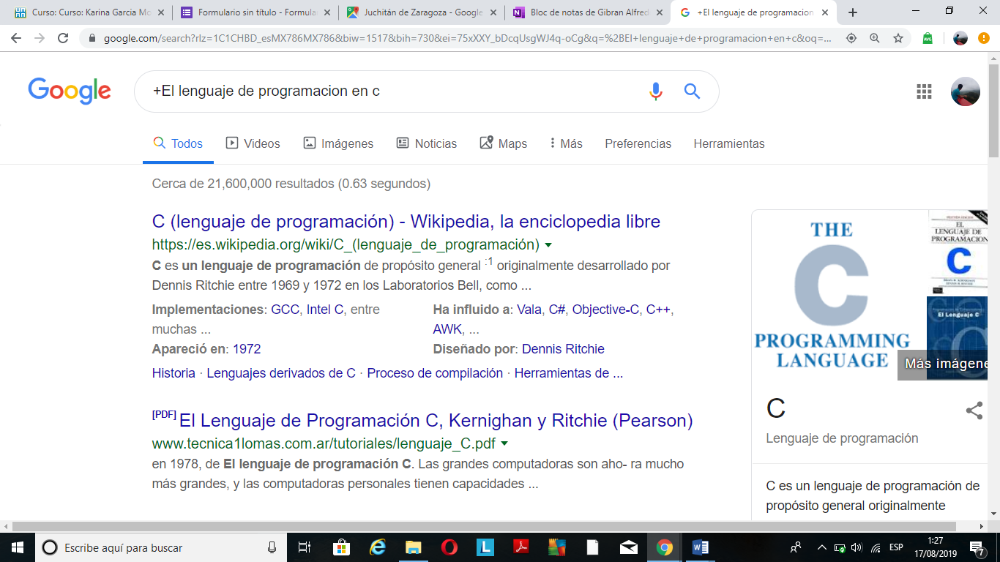 Curso: Curso: Karina Garcia Mo
Formulario sin título - Formula
Juchitán de Zaragoza - Google
Bloc de notas de Gibran Alfred
+El lenguaje de programacion
google.com/search?rlz=1C1CHBD_esMX786MX786&biw=1517&bih=730&ei=75xXXY_bDcqUsgWJ4q-oCg&q=%2BEl+lenguaje+de+programacion+en+c&oq=...
Google
+El lenguaje de programacion en c
Todos
Videos
Imágenes
Noticias
Maps
Más
Preferencias
Herramientas
Cerca de 21,600,000 resultados (0.63 segundos)
C (lenguaje de programación) - Wikipedia, la enciclopedia libre
https://es.wikipedia.org/wiki/C_(lenguaje_de_programación)
C es un lenguaje de programación de propósito general :1 originalmente desarrollado por
Dennis Ritchie entre 1969 y 1972 en los Laboratorios Bell, como ...
Implementaciones: GCC, Intel C, entre
muchas ...
Ha influido a: Vala, C#, Objective-C, C++,
AWK, ...
Apareció en: 1972
Diseñado por: Dennis Ritchie
Historia · Lenguajes derivados de C · Proceso de compilación · Herramientas de ...
[PDF] El Lenguaje de Programación C, Kernighan y Ritchie (Pearson)
www.tecnica1lomas.com.ar/tutoriales/lenguaje_C.pdf
en 1978, de El lenguaje de programación C. Las grandes computadoras son aho- ra mucho
más grandes, y las computadoras personales tienen capacidades ...
THE
C
PROGRAMMING
LANGUAGE
EL
LENGUAJE DE
PROGRAMACION
C
El Lenguaje C
Más imágene
C
Lenguaje de programación
C es un lenguaje de programación de
propósito general originalmente
Escribe aquí para buscar
ESP
1:27
17/08/2019
7